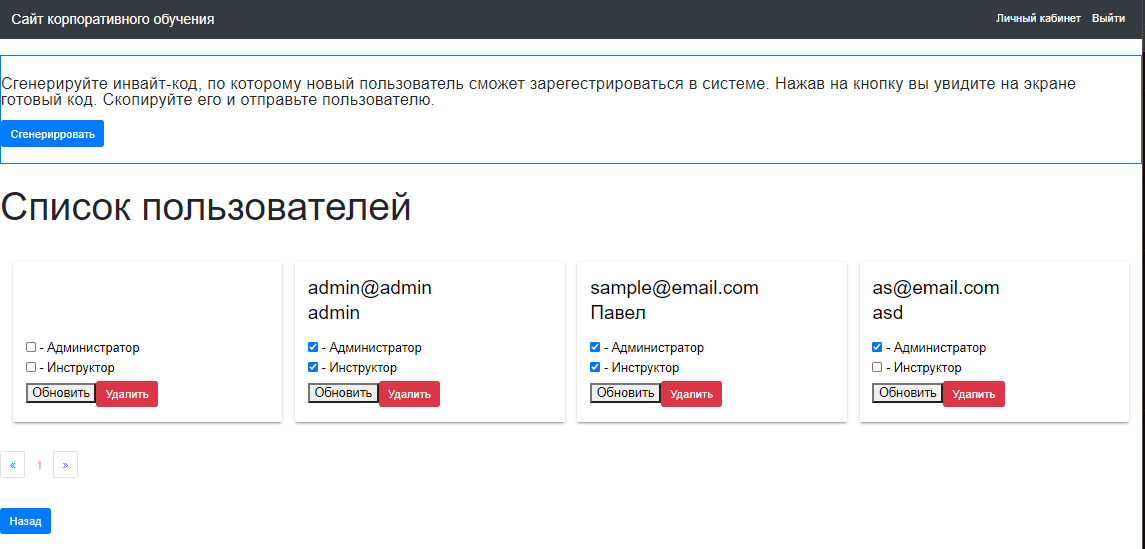 Сайт корпоративного обучения
Личный кабинет Выйти
Сгенерируйте инвайт-код, по которому новый пользователь сможет зарегестрироваться в системе. Нажав на кнопку вы увидите на экране
готовый код. Скопируйте его и отправьте пользователю.
Сгенерирровать
Список пользователей
- Администратор
- Инструктор
Обновить Удалить
admin@admin
admin
- Администратор
- Инструктор
Обновить Удалить
sample@email.com
Павел
- Администратор
- Инструктор
Обновить Удалить
as@email.com
asd
- Администратор
- Инструктор
Обновить Удалить
« 1 »
Назад